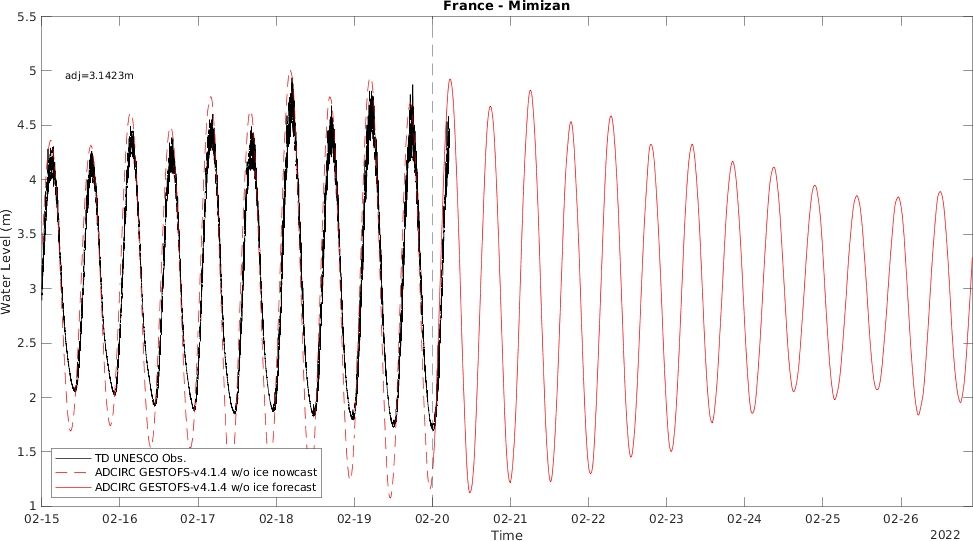 France - Mimizan
5.5
5
4.5
4
3.5
3
2.5
2
1.5
1
Water Level (m)
adj=3.1423m
TD UNESCO Obs.
ADCIRC GESTOFS-v4.1.4 w/o ice nowcast
ADCIRC GESTOFS-v4.1.4 w/o ice forecast
02-15 02-16 02-17 02-18 02-19 02-20 02-21 02-22 02-23 02-24 02-25 02-26
Time
2022